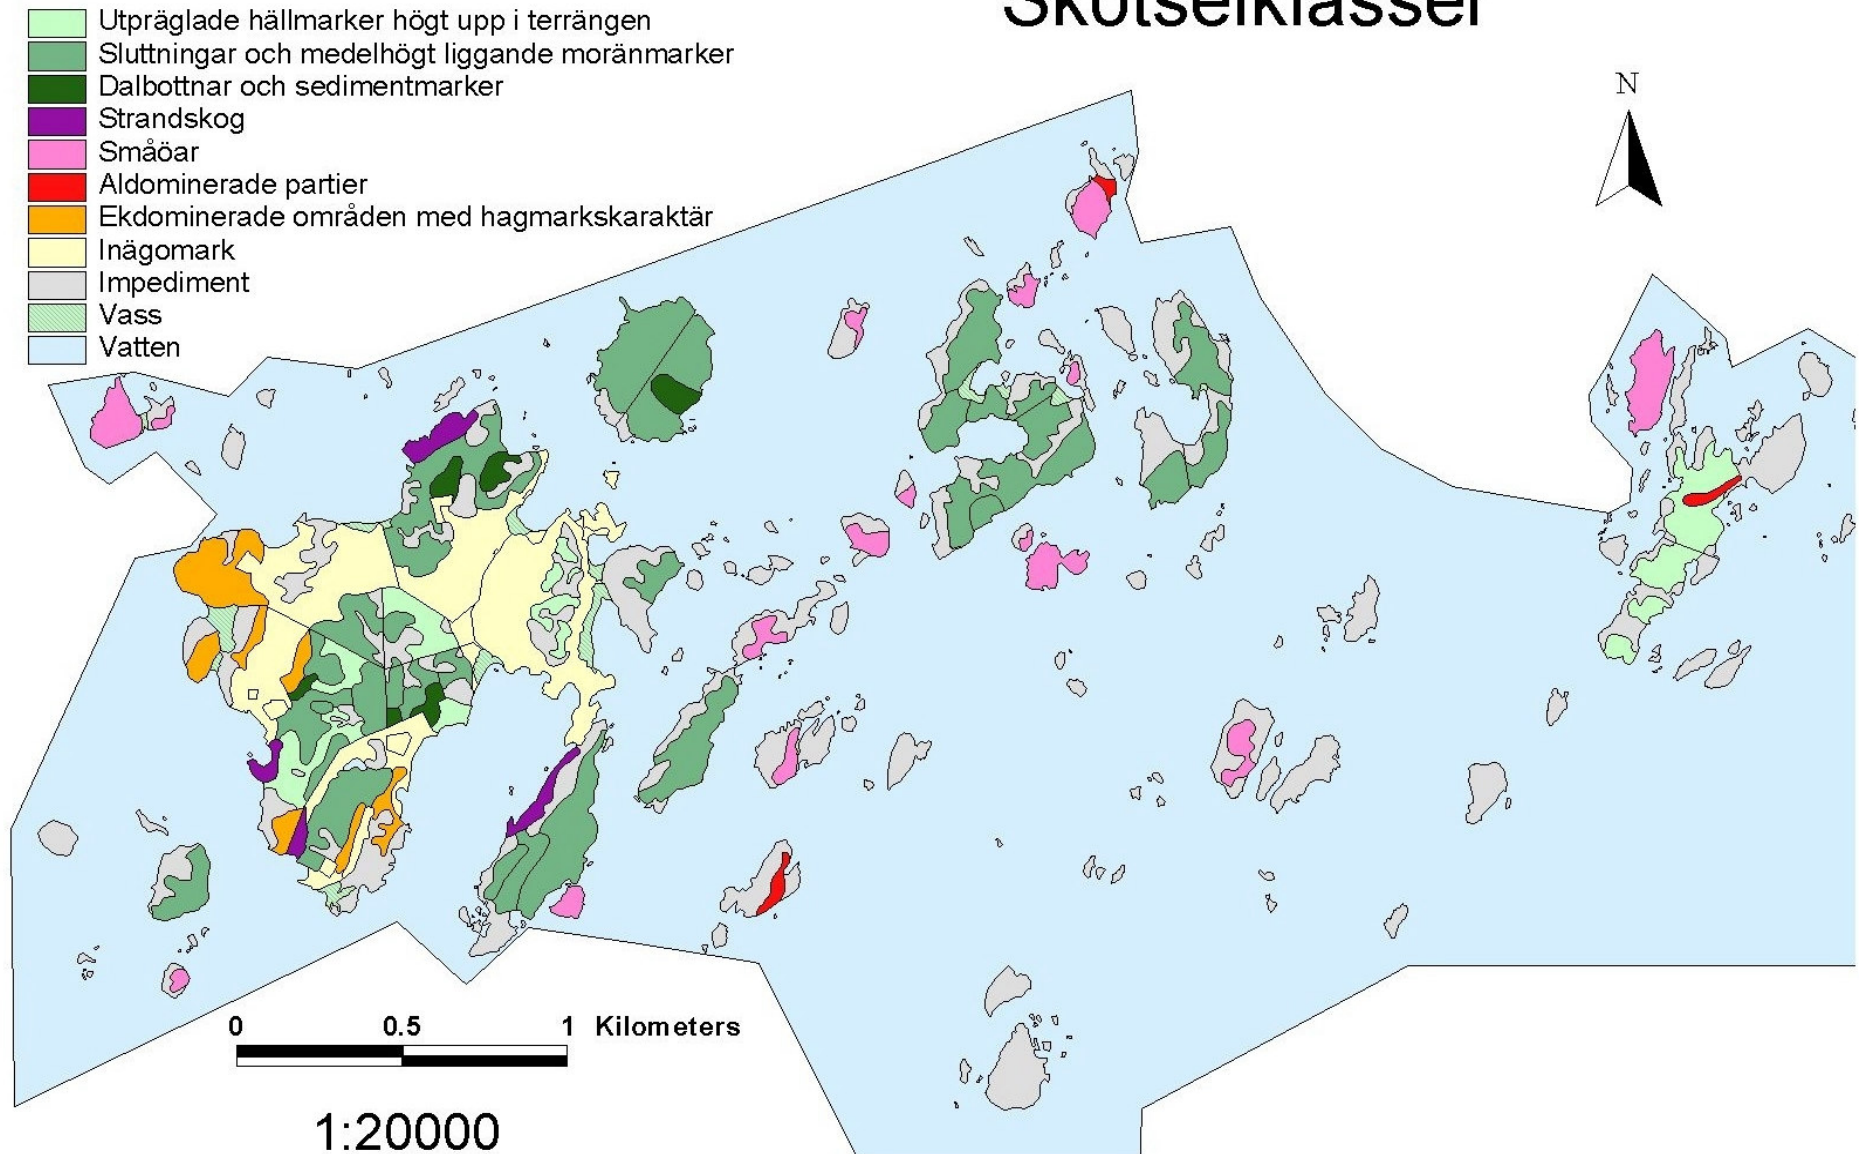 Skötselklasser
Utpräglade hällmarker högt upp i terrängen
Sluttningar och medelhögt liggande moränmarker
Dalbottnar och sedimentmarker
Strandskog
Småöar
Aldominerade partier
Ekdominerade områden med hagmarkskaraktär
Inägomark
Impediment
Vass
Vatten
N
0 0.5 1 Kilometers
1:20000